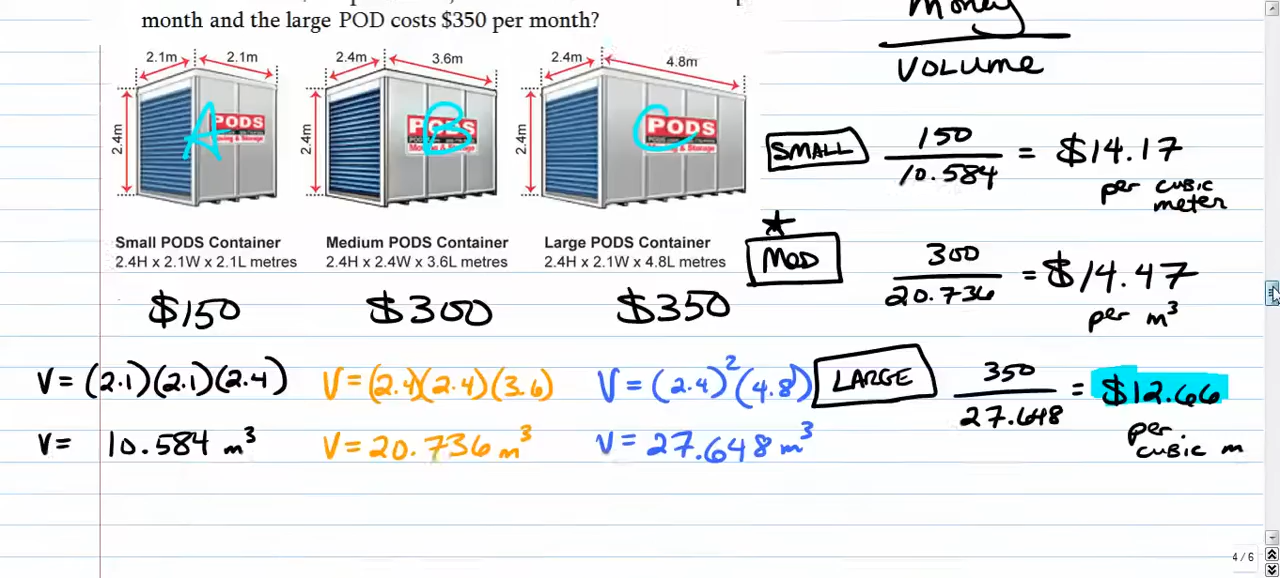 month and the large POD costs $350 per month?
Money
VOLUME
2.1m 2.1m 2.4m 3.6m 2.4m 4.8m
2.4m 2.4m 2.4m
A B C
PODS PODS PODS
Moving & Storage Moving & Storage Moving & Storage
Small PODS Container Medium PODS Container Large PODS Container
2.4H x 2.1W x 2.1L metres 2.4H x 2.4W x 3.6L metres 2.4H x 2.1W x 4.8L metres
$150 $300 $350
V = (2.1)(2.1)(2.4) V = (2.4)(2.4)(3.6) V = (2.4)² (4.8)
V = 10.584 m³ V = 20.736 m³ V = 27.648 m³
SMALL 150 / 10.584 = $14.17
per cubic
meter
★
MED 300 / 20.736 = $14.47
per m³
LARGE 350 / 27.648 = $12.66
per
cubic m
4 / 6